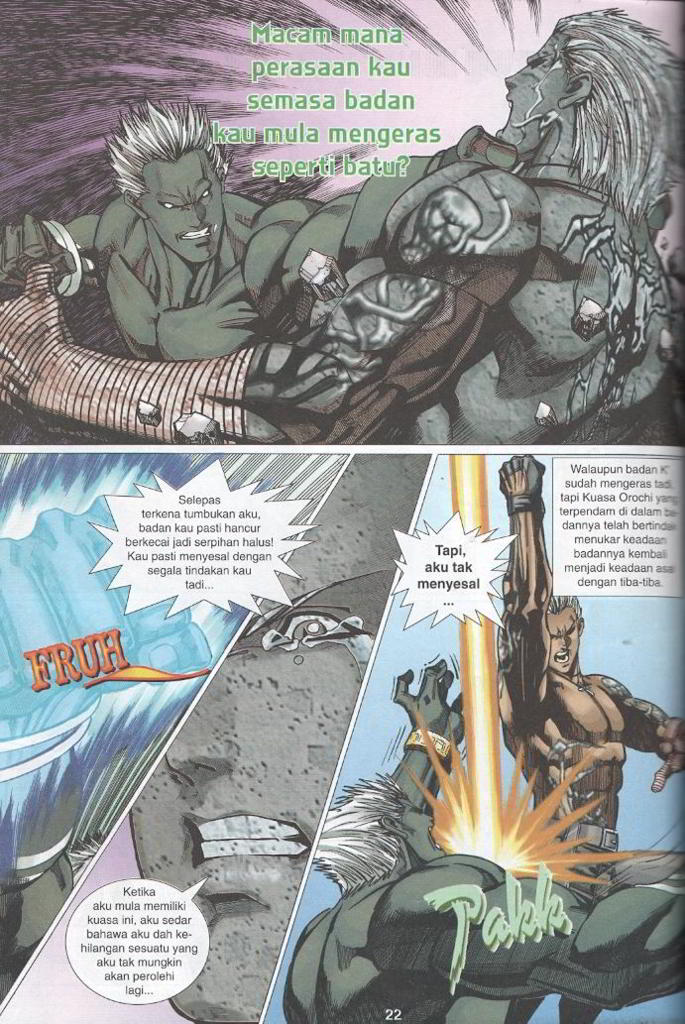 Macam mana
perasaan kau
semasa badan
kau mula mengeras
seperti batu?
Selepas
terkena tumbukan aku,
badan kau pasti hancur
berkecai jadi serpihan halus!
Kau pasti menyesal dengan
segala tindakan kau
tadi...
FRUH
Ketika
aku mula memiliki
kuasa ini, aku sedar
bahawa aku dah ke-
hilangan sesuatu yang
aku tak mungkin
akan perolehi
lagi...
Tapi,
aku tak
menyesal
...
Walaupun badan K'
sudah mengeras tadi,
tapi Kuasa Orochi yang
terpendam di dalam ba-
dannya telah bertindak
menukar keadaan
badannya kembali
menjadi keadaan asal
dengan tiba-tiba.
Pakk
22